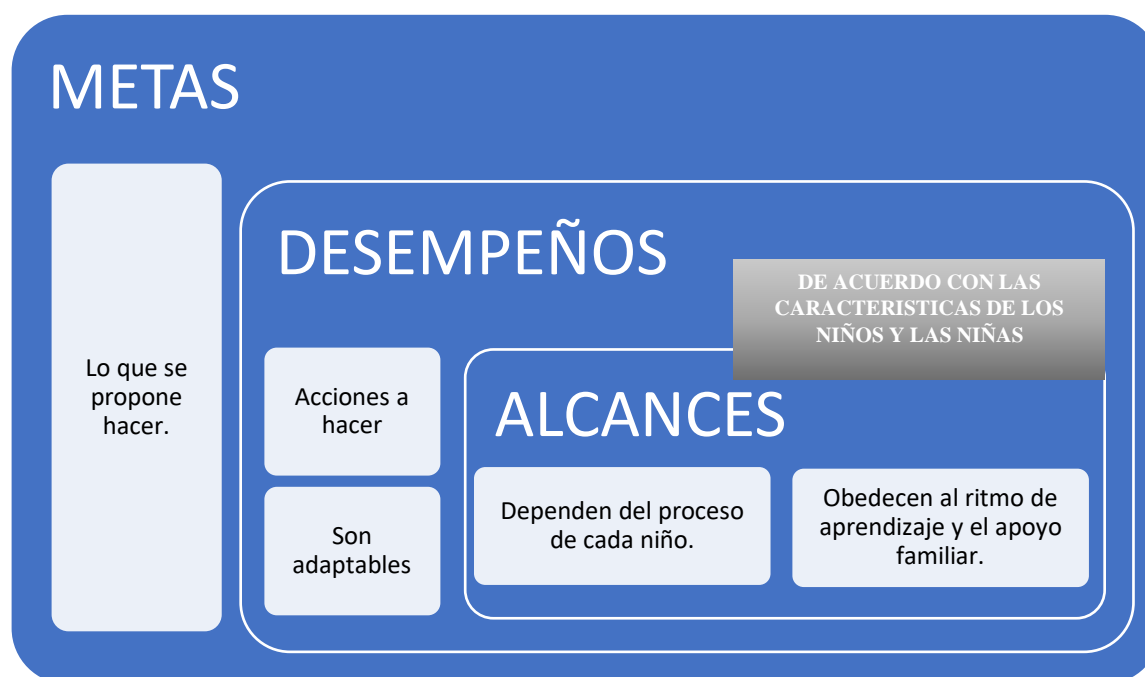 METAS
Lo que se
propone
hacer.
DESEMPEÑOS
DE ACUERDO CON LAS
CARACTERISTICAS DE LOS
NIÑOS Y LAS NIÑAS
Acciones a
hacer
Son
adaptables
ALCANCES
Dependen del proceso
de cada niño.
Obedecen al ritmo de
aprendizaje y el apoyo
familiar.